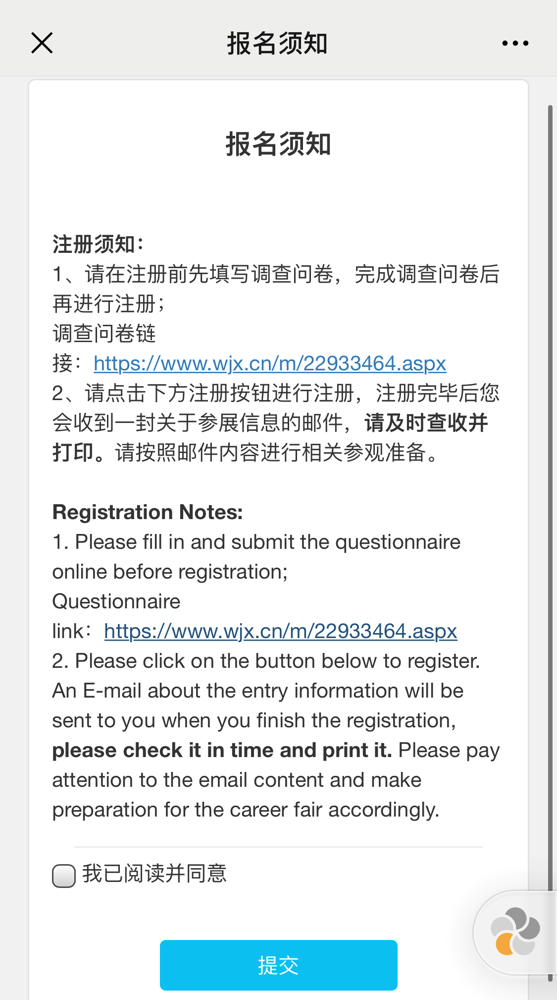 报名须知
报名须知
注册须知：
1、请在注册前先填写调查问卷，完成调查问卷后
再进行注册；
调查问卷链
接：https://www.wjx.cn/m/22933464.aspx
2、请点击下方注册按钮进行注册，注册完毕后您
会收到一封关于参展信息的邮件，请及时查收并
打印。请按照邮件内容进行相关参观准备。
Registration Notes:
1. Please fill in and submit the questionnaire
online before registration;
Questionnaire
link：https://www.wjx.cn/m/22933464.aspx
2. Please click on the button below to register.
An E-mail about the entry information will be
sent to you when you finish the registration,
please check it in time and print it. Please pay
attention to the email content and make
preparation for the career fair accordingly.
我已阅读并同意
提交